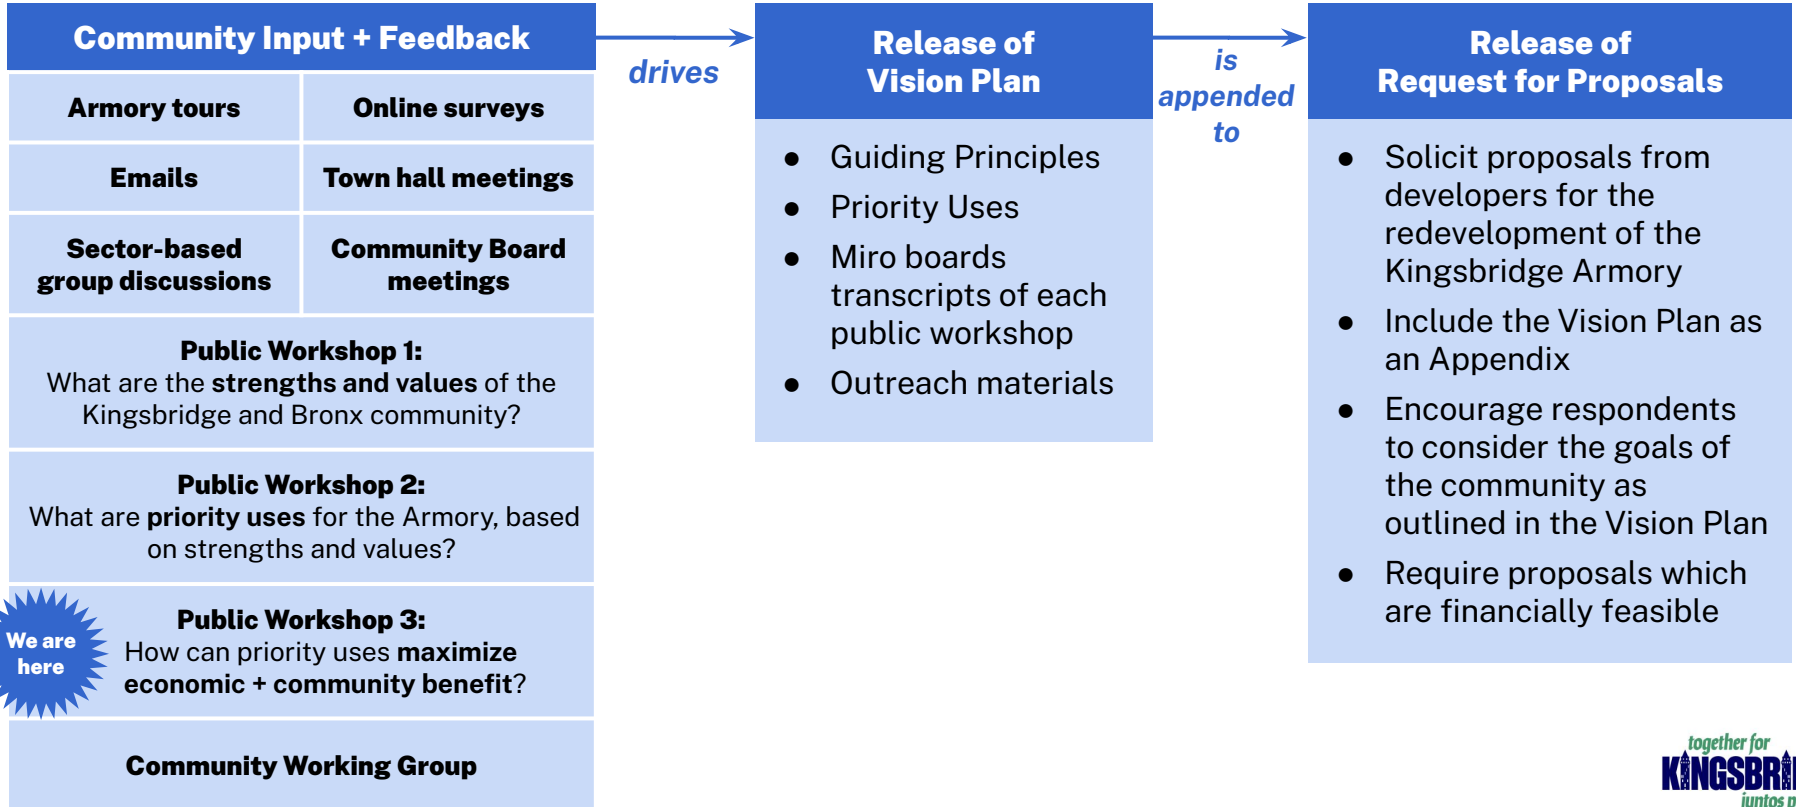 Community Input + Feedback
Armory tours
Online surveys
Emails
Town hall meetings
Sector-based
group discussions
Community Board
meetings
Public Workshop 1:
What are the strengths and values of the
Kingsbridge and Bronx community?
Public Workshop 2:
What are priority uses for the Armory, based
on strengths and values?
We are
here
Public Workshop 3:
How can priority uses maximize
economic + community benefit?
Community Working Group
drives
Release of
Vision Plan
● Guiding Principles
● Priority Uses
● Miro boards
transcripts of each
public workshop
● Outreach materials
is
appended
to
Release of
Request for Proposals
● Solicit proposals from
developers for the
redevelopment of the
Kingsbridge Armory
● Include the Vision Plan as
an Appendix
● Encourage respondents
to consider the goals of
the community as
outlined in the Vision Plan
● Require proposals which
are financially feasible
together for
KINGSBRI
juntos p